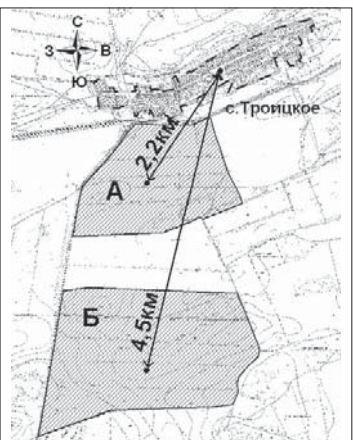 С
З В
Ю
с.Троицкое
2,2км
А
Б
4,5км